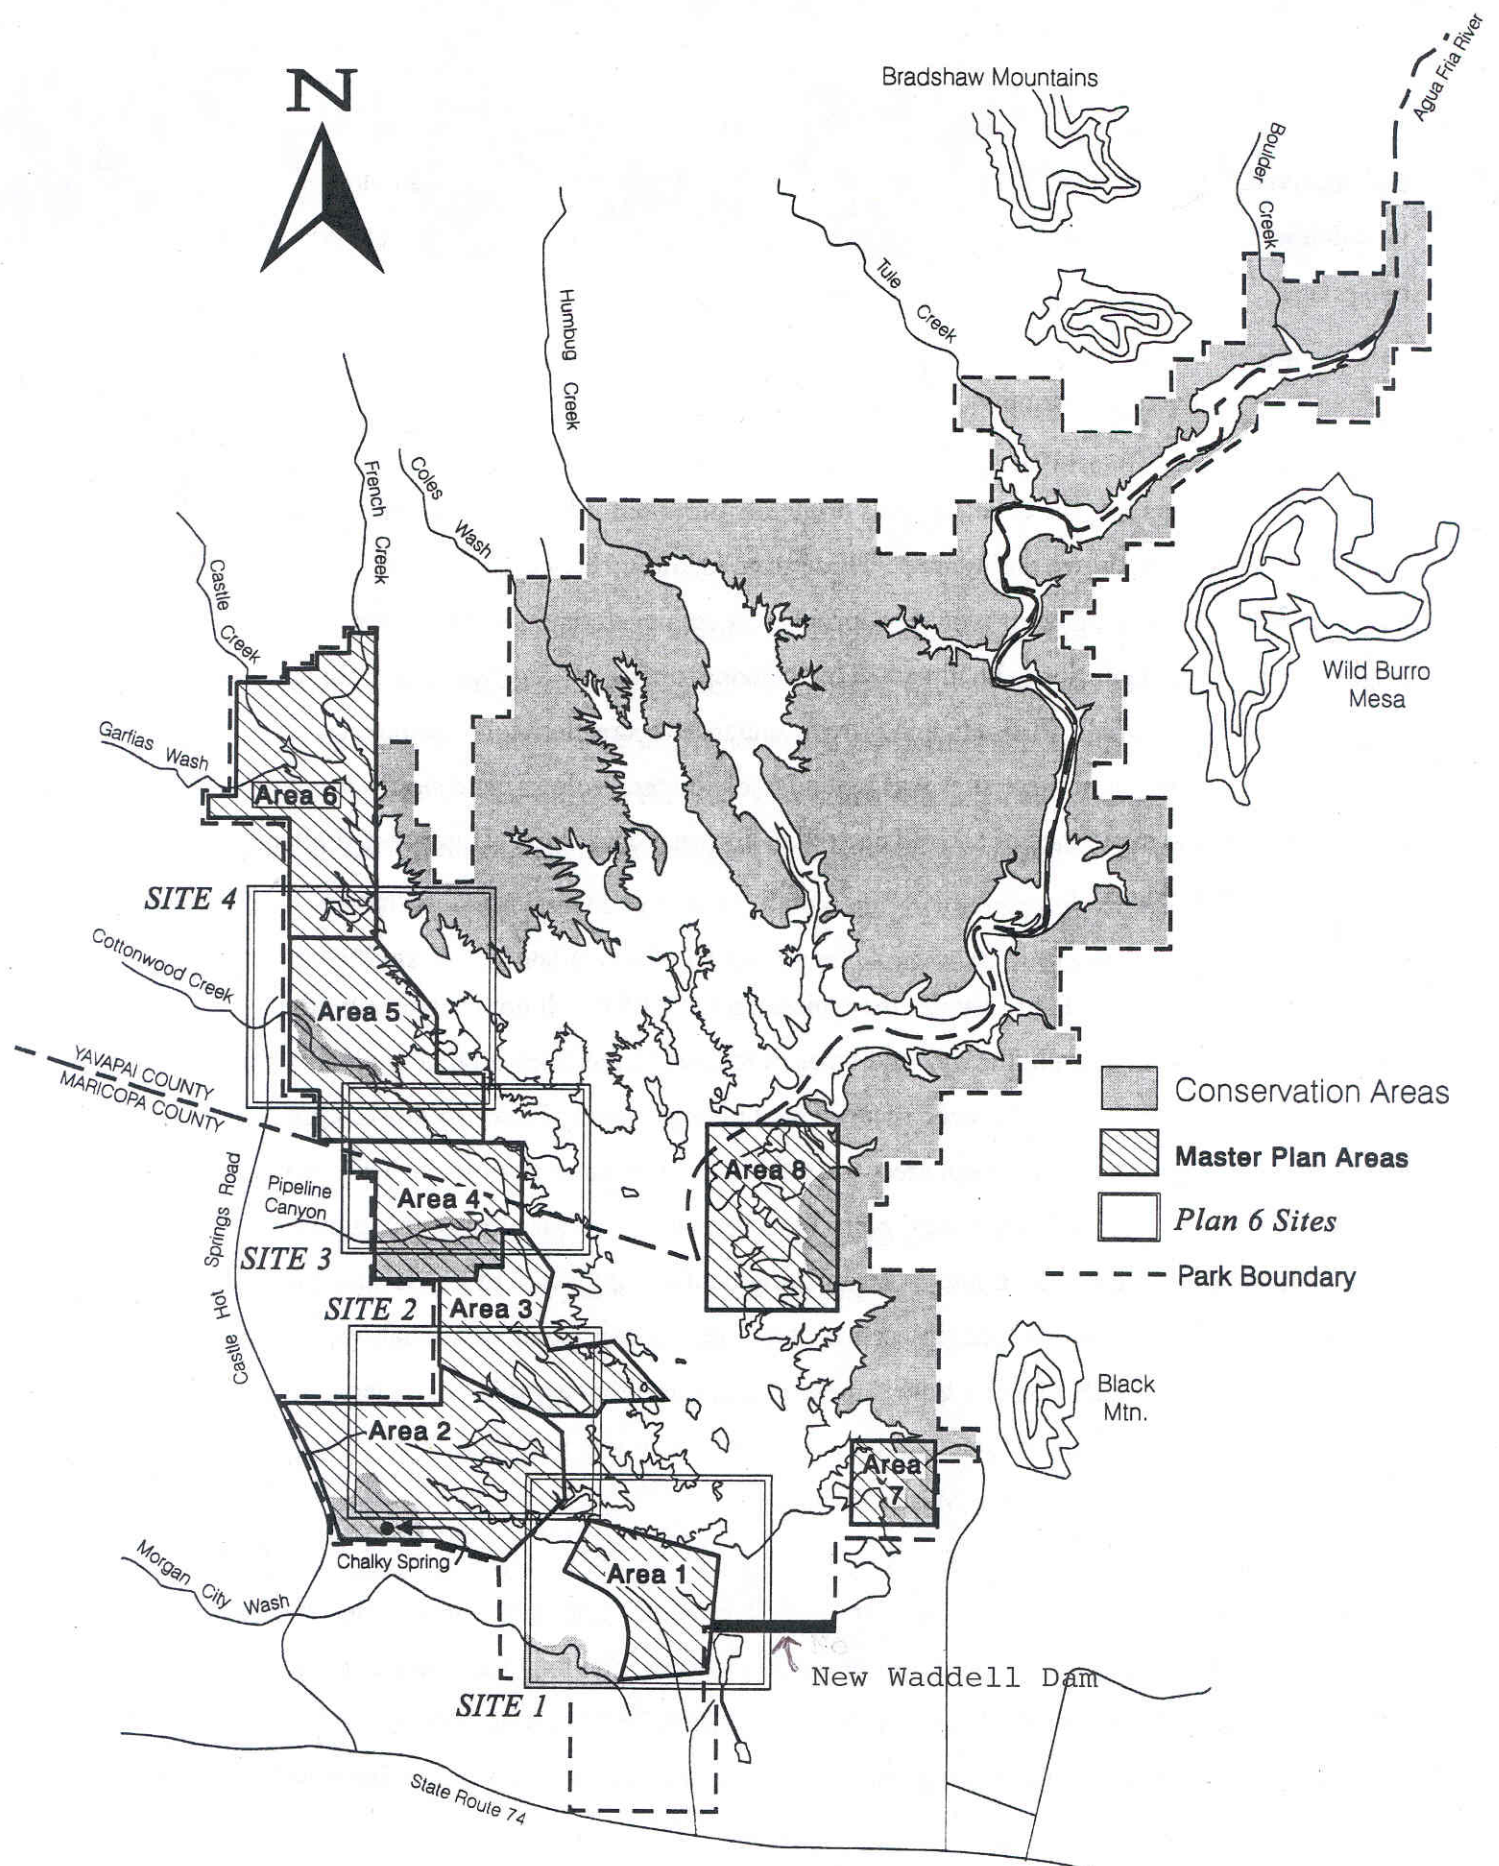 N
Bradshaw Mountains
Agua Fria River
Boulder Creek
Tule Creek
Humbug Creek
French Creek
Coles Wash
Castle Creek
Garfias Wash
Wild Burro
Mesa
Area 6
SITE 4
Cottonwood Creek
Area 5
YAVAPAI COUNTY
MARICOPA COUNTY
Conservation Areas
Master Plan Areas
Plan 6 Sites
Park Boundary
Area 8
Pipeline
Canyon
Area 4
Castle Hot Springs Road
SITE 3
SITE 2
Area 3
Black
Mtn.
Area 2
Area
7
Chalky Spring
Morgan City Wash
Area 1
New Waddell Dam
SITE 1
State Route 74